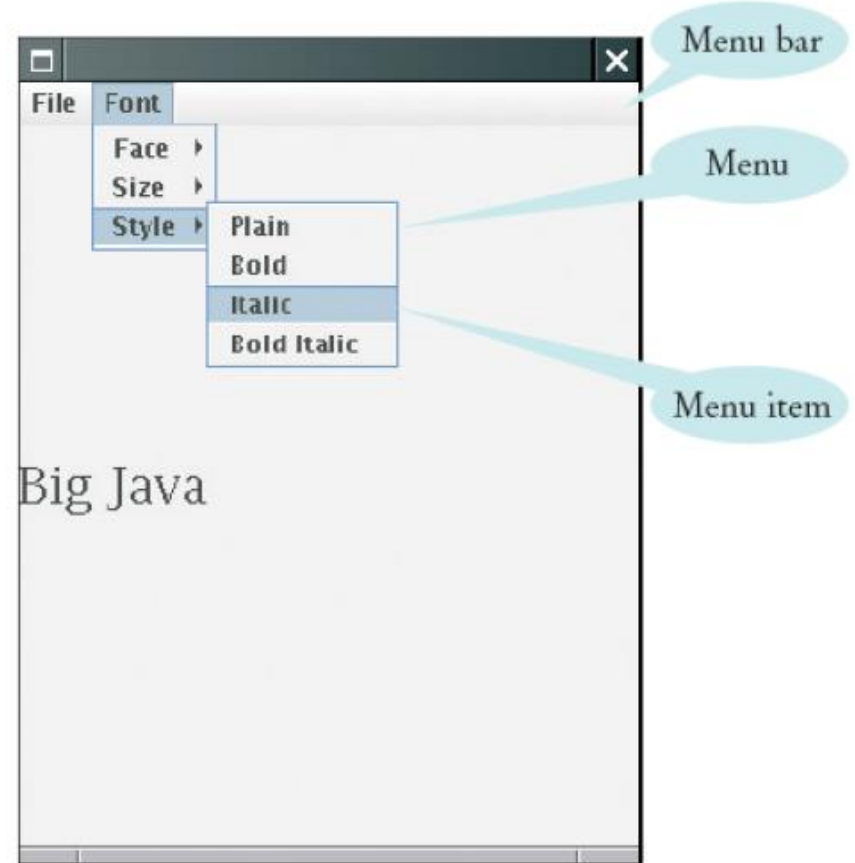 Menu bar
File Font
Face
Menu
Size
Style
Plain
Bold
Italic
Bold Italic
Menu item
Big Java